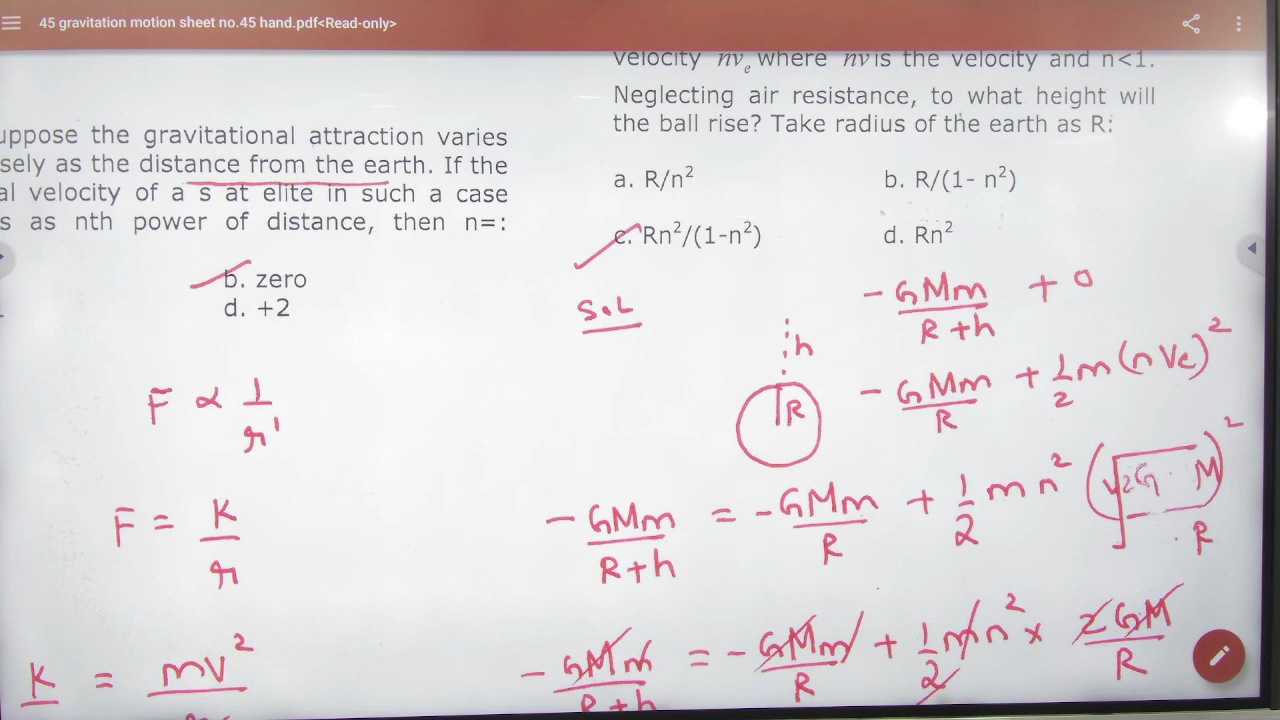 45 gravitation motion sheet no.45 hand.pdf<Read-only>
uppose the gravitational attraction varies
sely as the distance from the earth. If the
al velocity of a s at elite in such a case
s as nth power of distance, then n=:
b. zero
d. +2
F ∝ 1/r¹
F = K/r
K = mv²
velocity nvₑ where nv is the velocity and n<1.
Neglecting air resistance, to what height will
the ball rise? Take radius of the earth as R:
a. R/n²
b. R/(1- n²)
c. Rn²/(1-n²)
d. Rn²
Sol
h
R
-GMm/(R+h) + 0
-GMm/R + 1/2 m(nVe)²
-GMm/(R+h) = -GMm/R + 1/2 mn² (√2G M/R)²
-GMm/(R+h) = -GMm/R + 1/2 mn² × 2GM/R